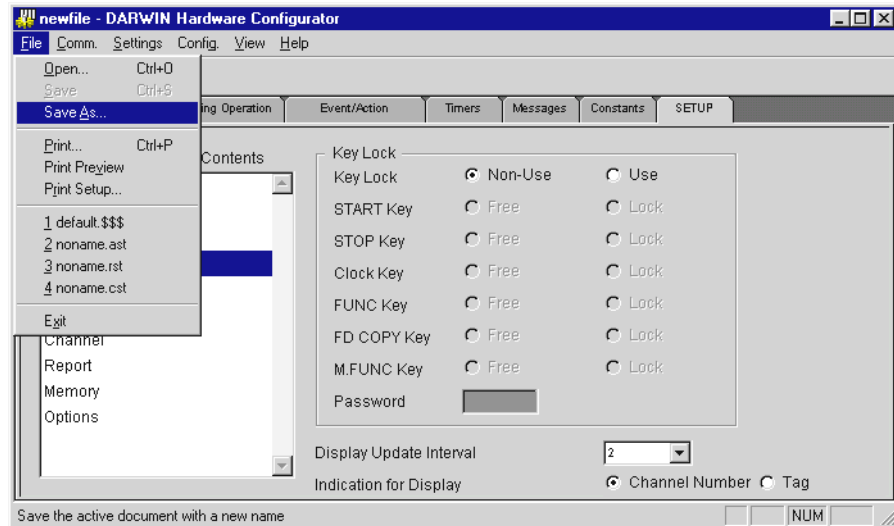 newfile - DARWIN Hardware Configurator
File Comm. Settings Config. View Help
Open... Ctrl+O
Save Ctrl+S
Save As...
Print... Ctrl+P
Print Preview
Print Setup...
1 default.$$$
2 noname.ast
3 noname.rst
4 noname.cst
Exit
ing Operation Event/Action Timers Messages Constants SETUP
Contents
Channel
Report
Memory
Options
Key Lock
Key Lock Non-Use Use
START Key Free Lock
STOP Key Free Lock
Clock Key Free Lock
FUNC Key Free Lock
FD COPY Key Free Lock
M.FUNC Key Free Lock
Password
Display Update Interval 2
Indication for Display Channel Number Tag
Save the active document with a new name NUM